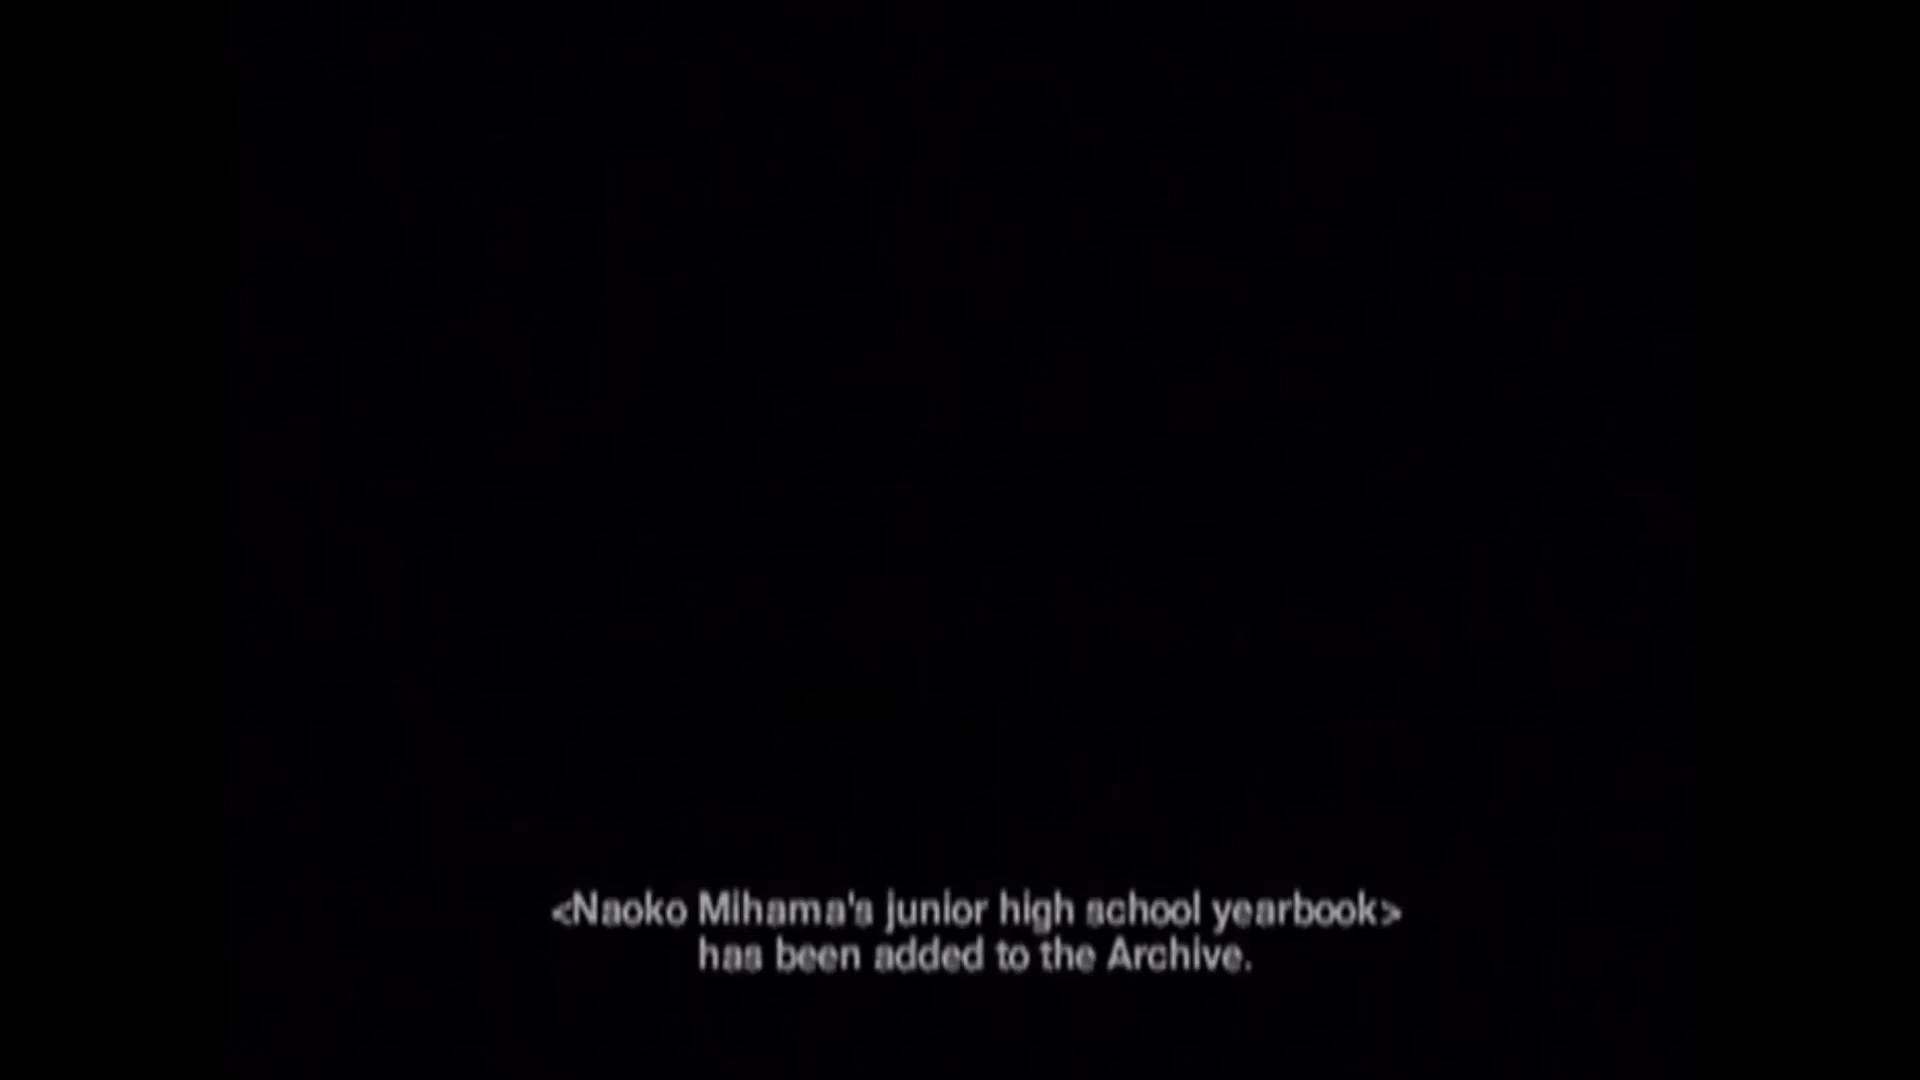 <Naoko Mihama's junior high school yearbook>
has been added to the Archive.